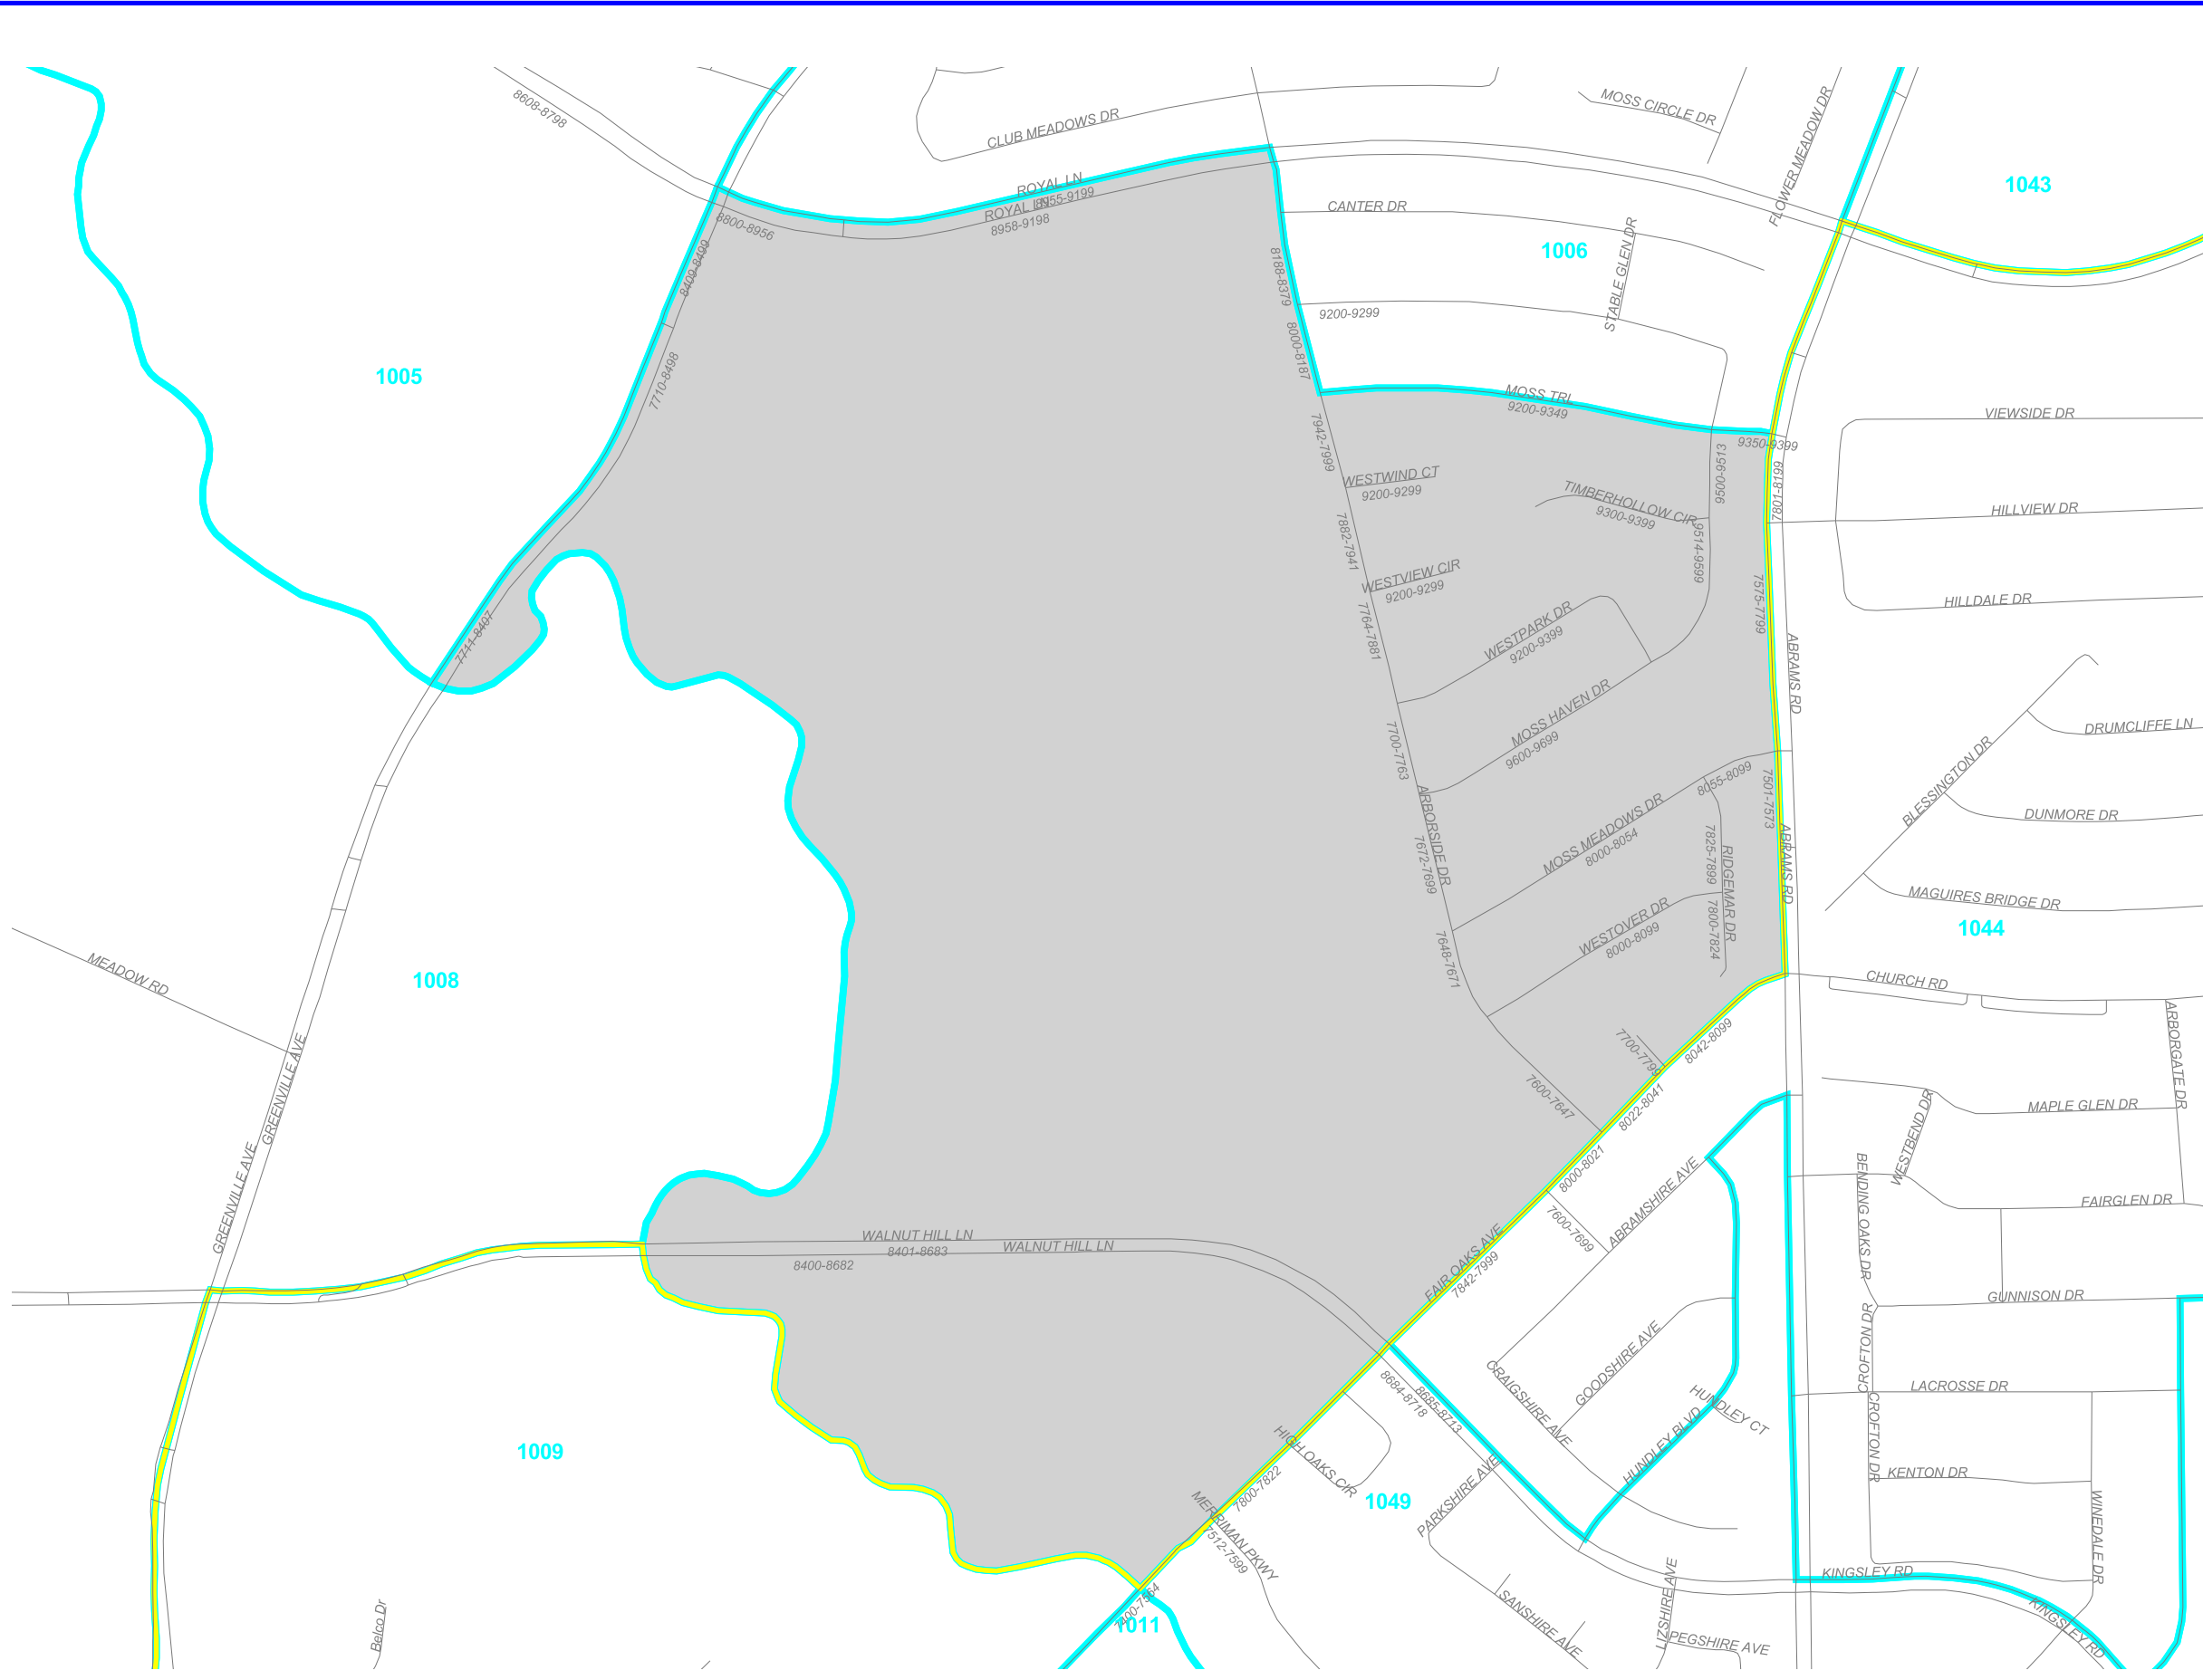 8608-8798
CLUB MEADOWS DR
MOSS CIRCLE DR
FLOWER MEADOW DR
1043
ROYAL LN
8955-9199
ROYAL LN
8958-9198
8800-8956
CANTER DR
1006
STABLE GLEN DR
8409-8499
8188-8379
9200-9299
8000-8187
1005
7710-8498
MOSS TRL
9200-9349
9350-9399
VIEWSIDE DR
7942-7999
WESTWIND CT
9200-9299
TIMBERHOLLOW CIR
9300-9399
9500-9513
7801-8199
HILLVIEW DR
7882-7941
9514-9569
WESTVIEW CIR
9200-9299
7575-7799
HILLDALE DR
7711-8407
7764-7881
WESTPARK DR
9200-9399
ABRAMS RD
MOSS HAVEN DR
9600-9699
DRUMCLIFFE LN
7700-7763
BLESSINGTON DR
8055-8099
7501-7573
ARBORSIDE DR
7672-7699
MOSS MEADOWS DR
8000-8054
DUNMORE DR
7825-7899
RIDGEMAR DR
ABRAMS RD
MAGUIRES BRIDGE DR
WESTOVER DR
8000-8099
7800-7824
1044
7648-7671
MEADOW RD
1008
CHURCH RD
GREENVILLE AVE
7700-7799
8042-8099
ARBORGATE DR
7600-7647
8022-8041
MAPLE GLEN DR
WESTBEND DR
GREENVILLE AVE
8000-8021
ABRAMSHIRE AVE
BENDING OAKS DR
FAIRGLEN DR
7600-7699
WALNUT HILL LN
8401-8683
WALNUT HILL LN
8400-8682
FAIR OAKS AVE
7842-7999
GUNNISON DR
CROFTON DR
GOODSHIRE AVE
CRAIGSHIRE AVE
8684-8718
8685-8713
LACROSSE DR
HUNDLEY CT
HUNDLEY BLVD
CROFTON DR
1009
HIGH OAKS CIR
PARKSHIRE AVE
KENTON DR
7800-7822
1049
MERRIMAN PKWY
7512-7599
WINEDALE DR
KINGSLEY RD
7400-7564
1011
Belco Dr
SANSHIRE AVE
LIZSHIRE AVE
PEGSHIRE AVE
KINGSLEY RD